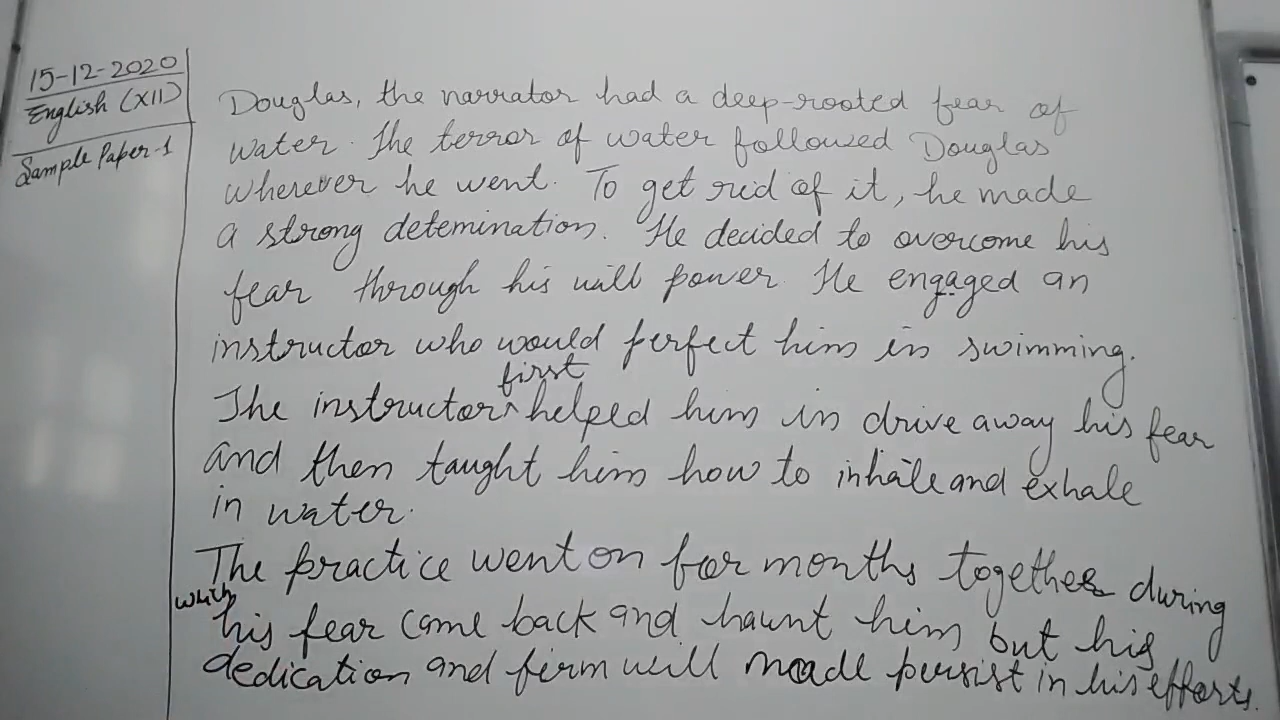 15-12-2020
English (XII)
Sample Paper-1
Douglas, the narrator had a deep-rooted fear of
water. The terror of water followed Douglas
wherever he went. To get rid of it, he made
a strong detemination. He decided to overcome his
fear through his will power. He engaged an
instructor who would perfect him in swimming.
first
The instructor ^ helped him in drive away his fear
and then taught him how to inhale and exhale
in water.
The practice went on for months together during
which
his fear came back and haunt him but his
dedication and firm will made persist in his efforts.